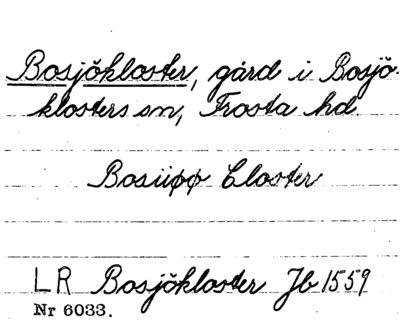 Bosjökloster, gård i Bosjö-
klosters sn, Frosta hd
Bosiiøø Closter
LR Bosjökloster Jb 1559
Nr 6033.